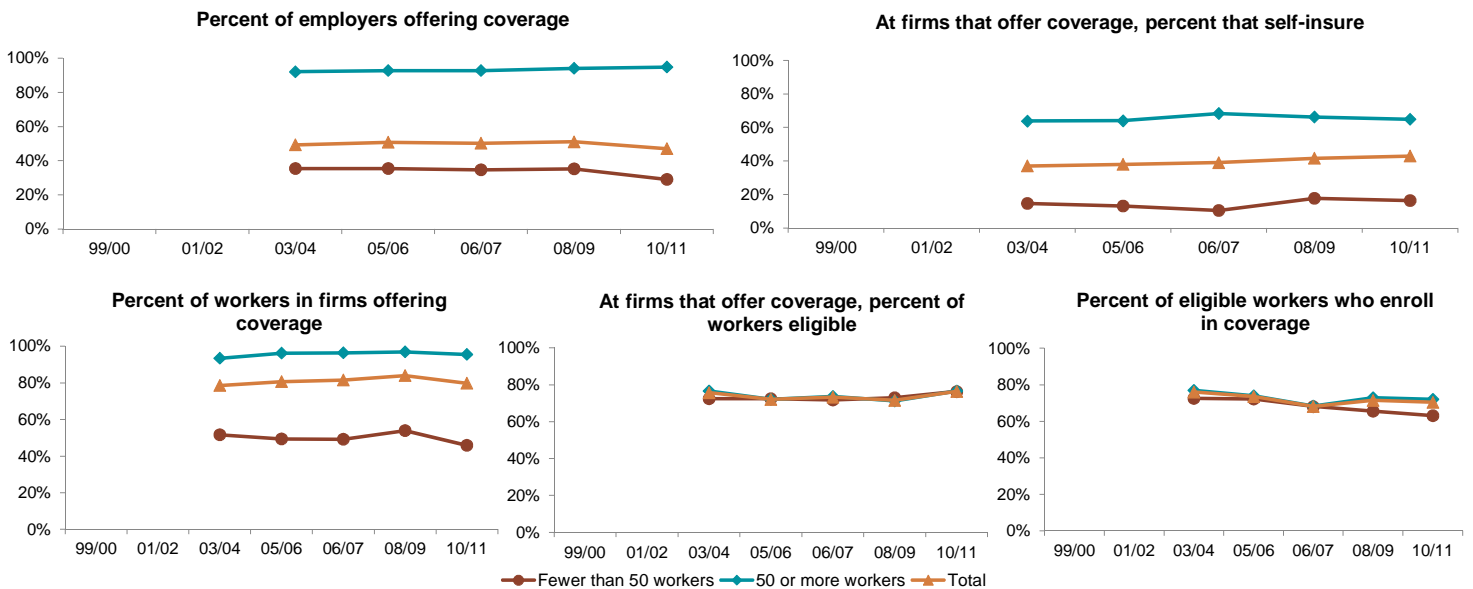 Percent of employers offering coverage
100%
80%
60%
40%
20%
0%
99/00 01/02 03/04 05/06 06/07 08/09 10/11
At firms that offer coverage, percent that self-insure
100%
80%
60%
40%
20%
0%
99/00 01/02 03/04 05/06 06/07 08/09 10/11
Percent of workers in firms offering
coverage
100%
80%
60%
40%
20%
0%
99/00 01/02 03/04 05/06 06/07 08/09 10/11
At firms that offer coverage, percent of
workers eligible
100%
80%
60%
40%
20%
0%
99/00 01/02 03/04 05/06 06/07 08/09 10/11
Percent of eligible workers who enroll
in coverage
100%
80%
60%
40%
20%
0%
99/00 01/02 03/04 05/06 06/07 08/09 10/11
Fewer than 50 workers 50 or more workers Total